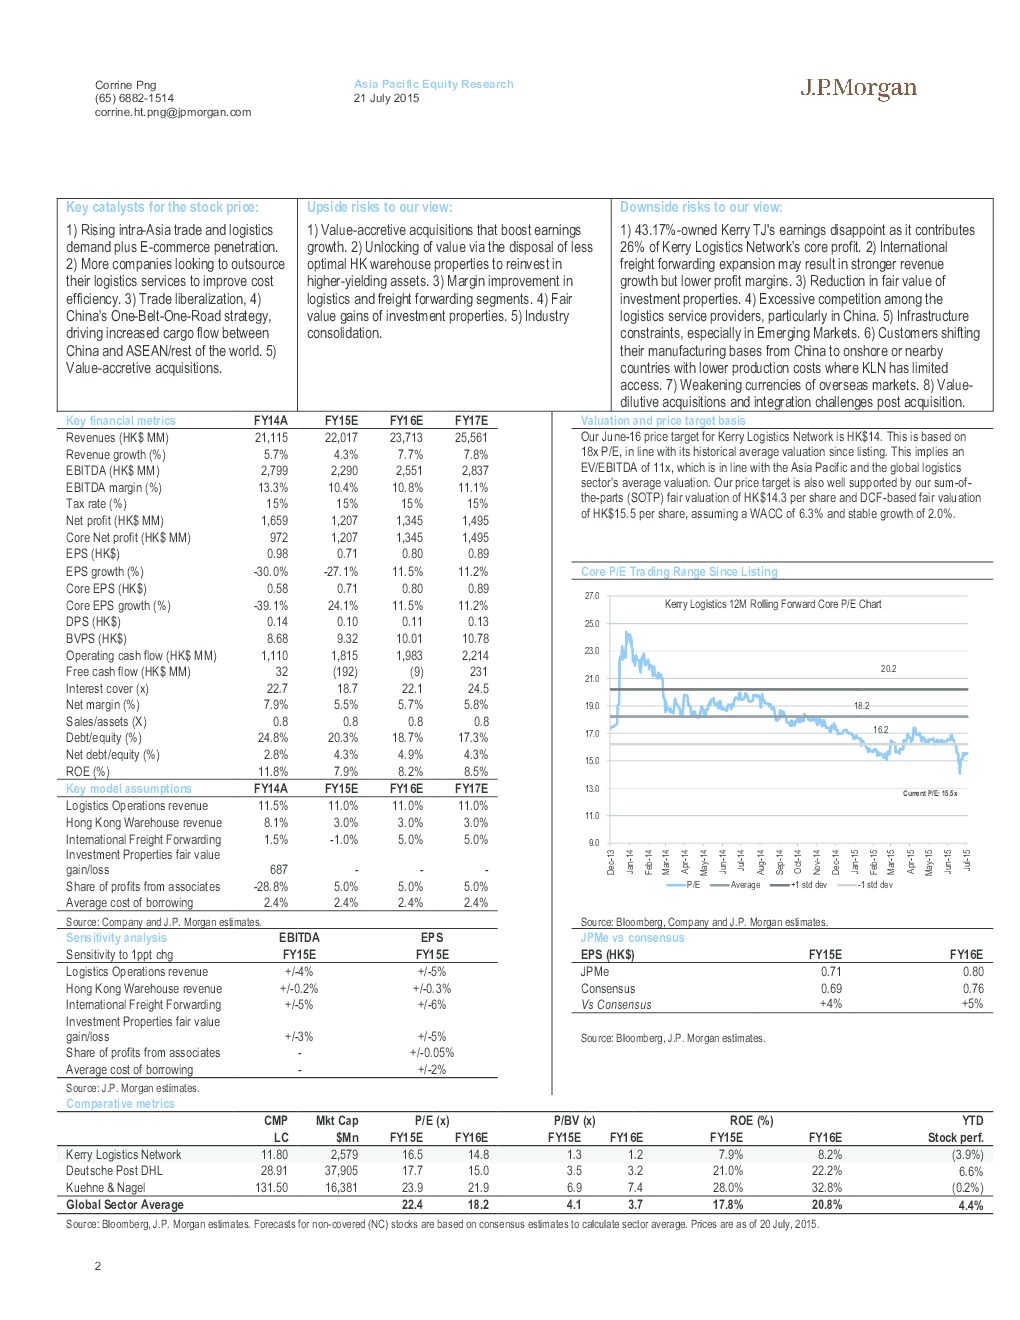 Corrine Png
(65) 6882-1514
corrine.ht.png@jpmorgan.com
Asia Pacific Equity Research
21 July 2015
J.P.Morgan
Key catalysts for the stock price:
1) Rising intra-Asia trade and logistics
demand plus E-commerce penetration.
2) More companies looking to outsource
their logistics services to improve cost
efficiency. 3) Trade liberalization, 4)
China's One-Belt-One-Road strategy,
driving increased cargo flow between
China and ASEAN/rest of the world. 5)
Value-accretive acquisitions.
Upside risks to our view:
1) Value-accretive acquisitions that boost earnings
growth. 2) Unlocking of value via the disposal of less
optimal HK warehouse properties to reinvest in
higher-yielding assets. 3) Margin improvement in
logistics and freight forwarding segments. 4) Fair
value gains of investment properties. 5) Industry
consolidation.
Downside risks to our view:
1) 43.17%-owned Kerry TJ's earnings disappoint as it contributes
26% of Kerry Logistics Network's core profit. 2) International
freight forwarding expansion may result in stronger revenue
growth but lower profit margins. 3) Reduction in fair value of
investment properties. 4) Excessive competition among the
logistics service providers, particularly in China. 5) Infrastructure
constraints, especially in Emerging Markets. 6) Customers shifting
their manufacturing bases from China to onshore or nearby
countries with lower production costs where KLN has limited
access. 7) Weakening currencies of overseas markets. 8) Value-
dilutive acquisitions and integration challenges post acquisition.
Key financial metrics FY14A FY15E FY16E FY17E
Revenues (HK$ MM) 21,115 22,017 23,713 25,561
Revenue growth (%) 5.7% 4.3% 7.7% 7.8%
EBITDA (HK$ MM) 2,799 2,290 2,551 2,837
EBITDA margin (%) 13.3% 10.4% 10.8% 11.1%
Tax rate (%) 15% 15% 15% 15%
Net profit (HK$ MM) 1,659 1,207 1,345 1,495
Core Net profit (HK$ MM) 972 1,207 1,345 1,495
EPS (HK$) 0.98 0.71 0.80 0.89
EPS growth (%) -30.0% -27.1% 11.5% 11.2%
Core EPS (HK$) 0.58 0.71 0.80 0.89
Core EPS growth (%) -39.1% 24.1% 11.5% 11.2%
DPS (HK$) 0.14 0.10 0.11 0.13
BVPS (HK$) 8.68 9.32 10.01 10.78
Operating cash flow (HK$ MM) 1,110 1,815 1,983 2,214
Free cash flow (HK$ MM) 32 (192) (9) 231
Interest cover (x) 22.7 18.7 22.1 24.5
Net margin (%) 7.9% 5.5% 5.7% 5.8%
Sales/assets (X) 0.8 0.8 0.8 0.8
Debt/equity (%) 24.8% 20.3% 18.7% 17.3%
Net debt/equity (%) 2.8% 4.3% 4.9% 4.3%
ROE (%) 11.8% 7.9% 8.2% 8.5%
Key model assumptions FY14A FY15E FY16E FY17E
Logistics Operations revenue 11.5% 11.0% 11.0% 11.0%
Hong Kong Warehouse revenue 8.1% 3.0% 3.0% 3.0%
International Freight Forwarding 1.5% -1.0% 5.0% 5.0%
Investment Properties fair value
gain/loss 687 - - -
Share of profits from associates -28.8% 5.0% 5.0% 5.0%
Average cost of borrowing 2.4% 2.4% 2.4% 2.4%
Source: Company and J.P. Morgan estimates.
Sensitivity analysis EBITDA EPS
Sensitivity to 1ppt chg FY15E FY15E
Logistics Operations revenue +/-4% +/-5%
Hong Kong Warehouse revenue +/-0.2% +/-0.3%
International Freight Forwarding +/-5% +/-6%
Investment Properties fair value
gain/loss +/-3% +/-5%
Share of profits from associates - +/-0.05%
Average cost of borrowing - +/-2%
Source: J.P. Morgan estimates.
Valuation and price target basis
Our June-16 price target for Kerry Logistics Network is HK$14. This is based on
18x P/E, in line with its historical average valuation since listing. This implies an
EV/EBITDA of 11x, which is in line with the Asia Pacific and the global logistics
sector's average valuation. Our price target is also well supported by our sum-of-
the-parts (SOTP) fair valuation of HK$14.3 per share and DCF-based fair valuation
of HK$15.5 per share, assuming a WACC of 6.3% and stable growth of 2.0%.
Core P/E Trading Range Since Listing
Kerry Logistics 12M Rolling Forward Core P/E Chart
27.0
25.0
23.0
21.0
19.0
17.0
15.0
13.0
11.0
9.0
20.2
18.2
16.2
Current P/E: 15.5x
Dec-13 Jan-14 Feb-14 Mar-14 Apr-14 May-14 Jun-14 Jul-14 Aug-14 Sep-14 Oct-14 Nov-14 Dec-14 Jan-15 Feb-15 Mar-15 Apr-15 May-15 Jun-15 Jul-15
P/E Average +1 std dev -1 std dev
Source: Bloomberg, Company and J.P. Morgan estimates.
JPMe vs consensus
EPS (HK$) FY15E FY16E
JPMe 0.71 0.80
Consensus 0.69 0.76
Vs Consensus +4% +5%
Source: Bloomberg, J.P. Morgan estimates.
Comparative metrics
CMP Mkt Cap P/E (x) P/BV (x) ROE (%) YTD
LC $Mn FY15E FY16E FY15E FY16E FY15E FY16E Stock perf.
Kerry Logistics Network 11.80 2,579 16.5 14.8 1.3 1.2 7.9% 8.2% (3.9%)
Deutsche Post DHL 28.91 37,905 17.7 15.0 3.5 3.2 21.0% 22.2% 6.6%
Kuehne & Nagel 131.50 16,381 23.9 21.9 6.9 7.4 28.0% 32.8% (0.2%)
Global Sector Average 22.4 18.2 4.1 3.7 17.8% 20.8% 4.4%
Source: Bloomberg, J.P. Morgan estimates. Forecasts for non-covered (NC) stocks are based on consensus estimates to calculate sector average. Prices are as of 20 July, 2015.
2